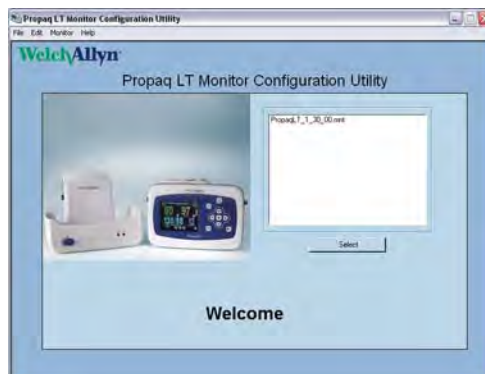 Propaq LT Monitor Configuration Utility
File Edit Monitor Help
WelchAllyn
Propaq LT Monitor Configuration Utility
PropaqLT_1_30_00.mnt
Select
Welcome